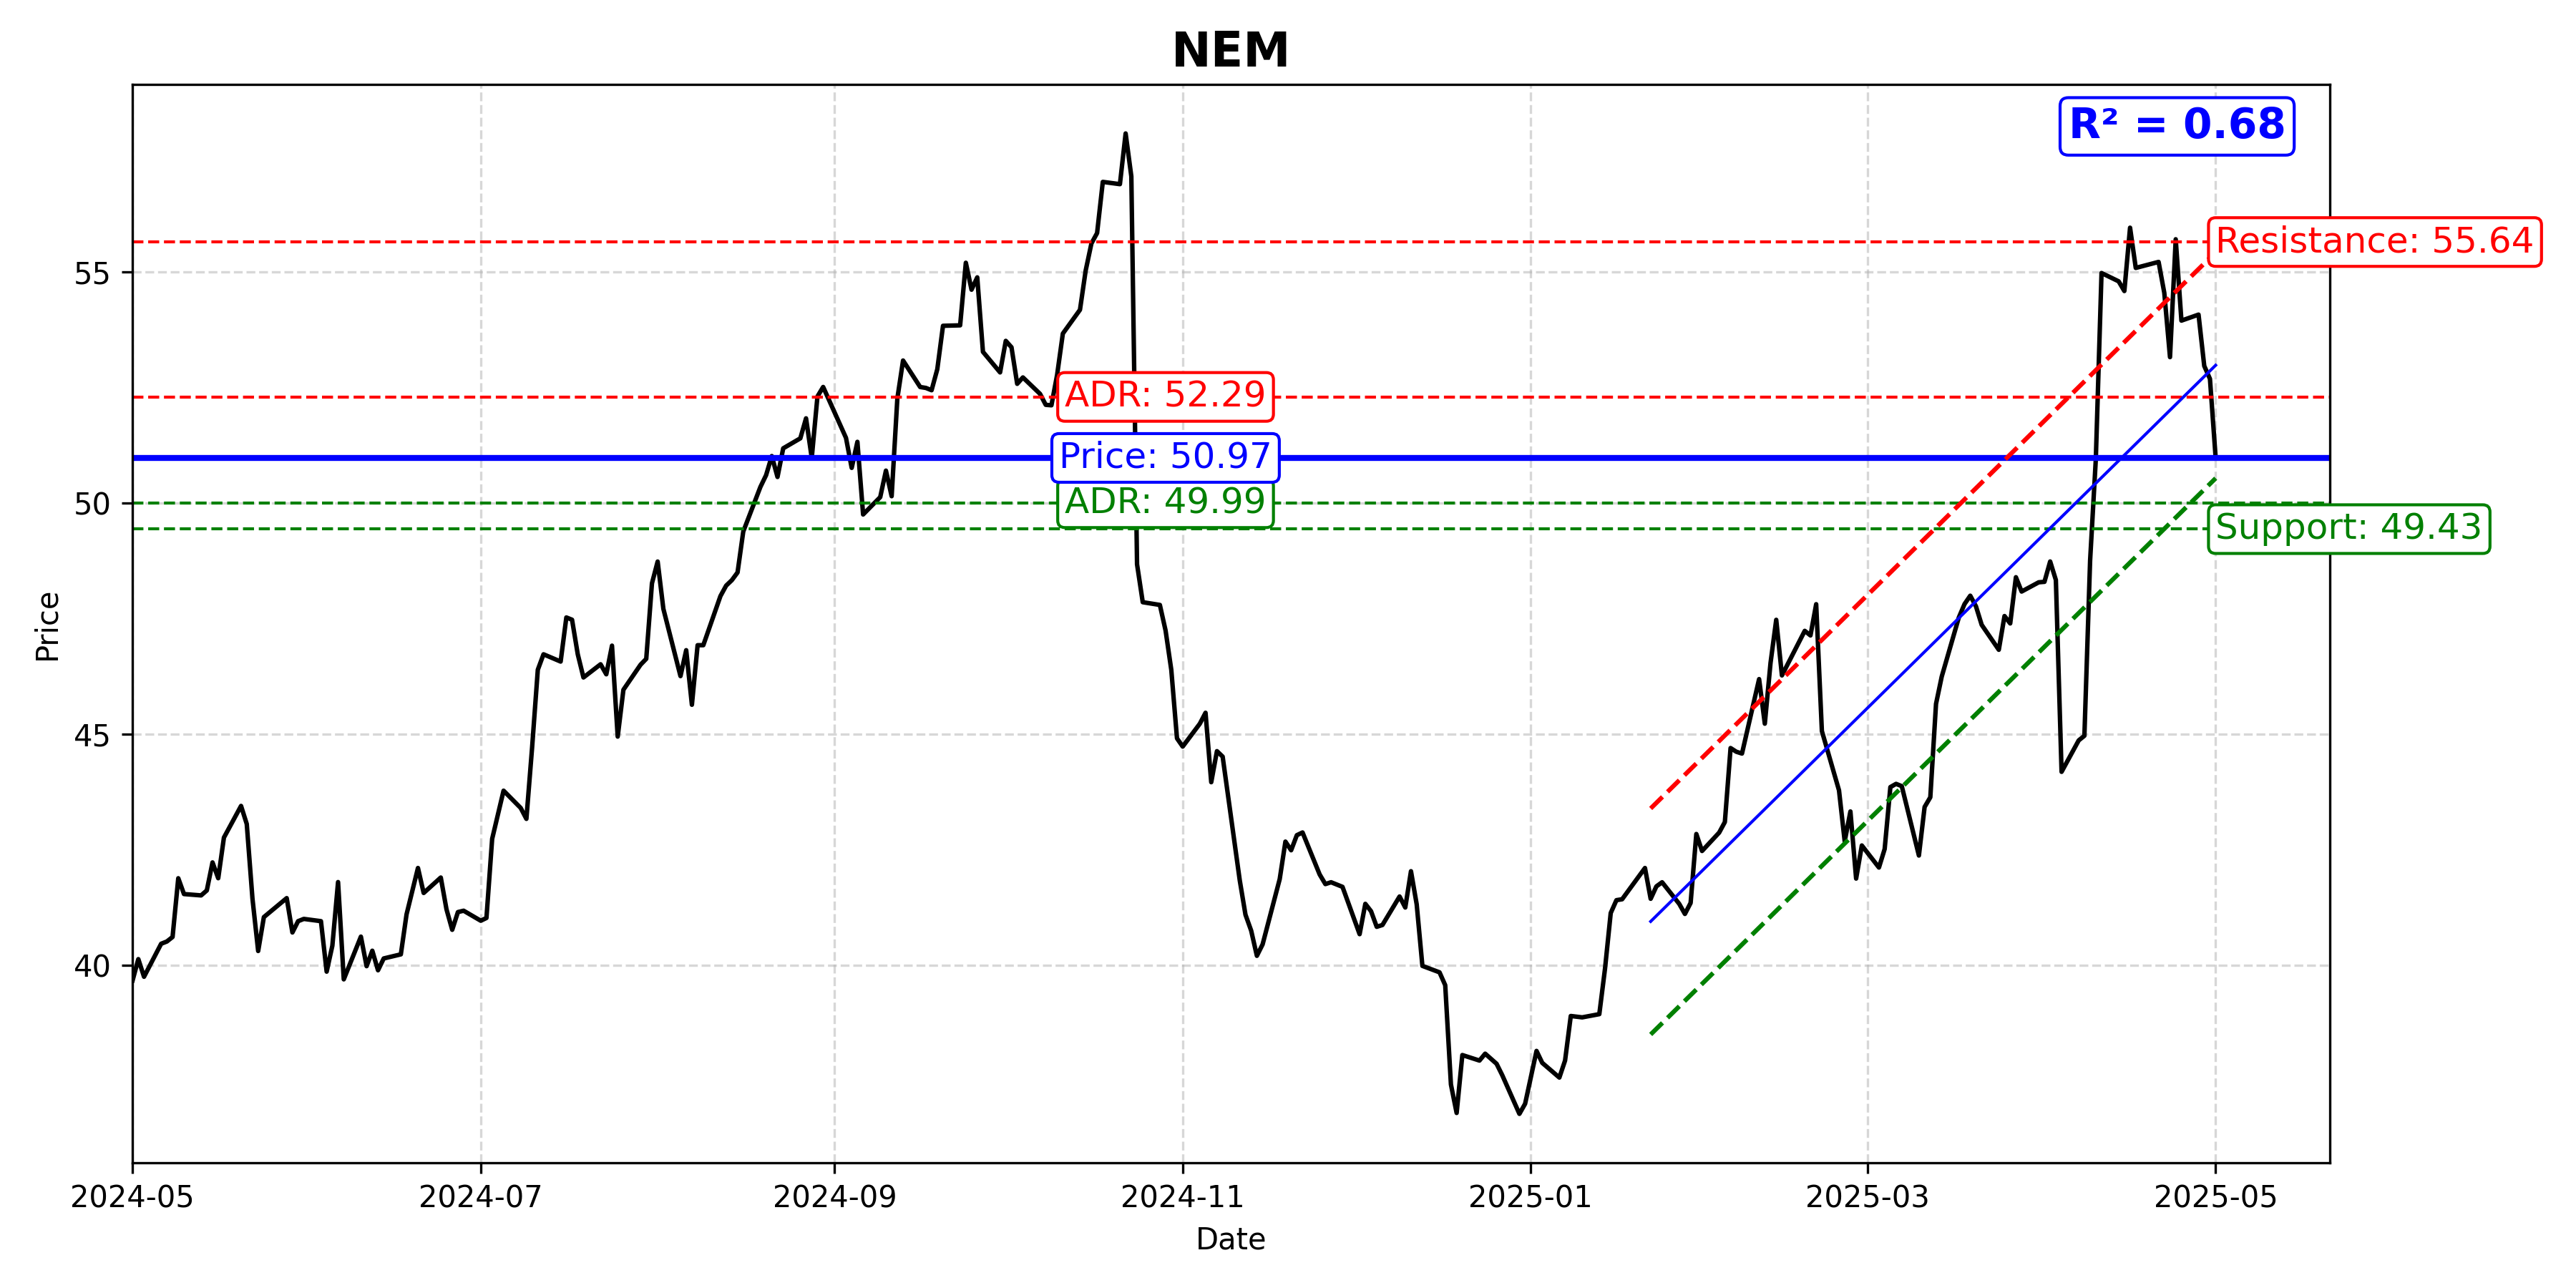 NEM
R² = 0.68
Resistance: 55.64
ADR: 52.29
Price: 50.97
ADR: 49.99
Support: 49.43
Price
55
50
45
40
2024-05
2024-07
2024-09
2024-11
2025-01
2025-03
2025-05
Date